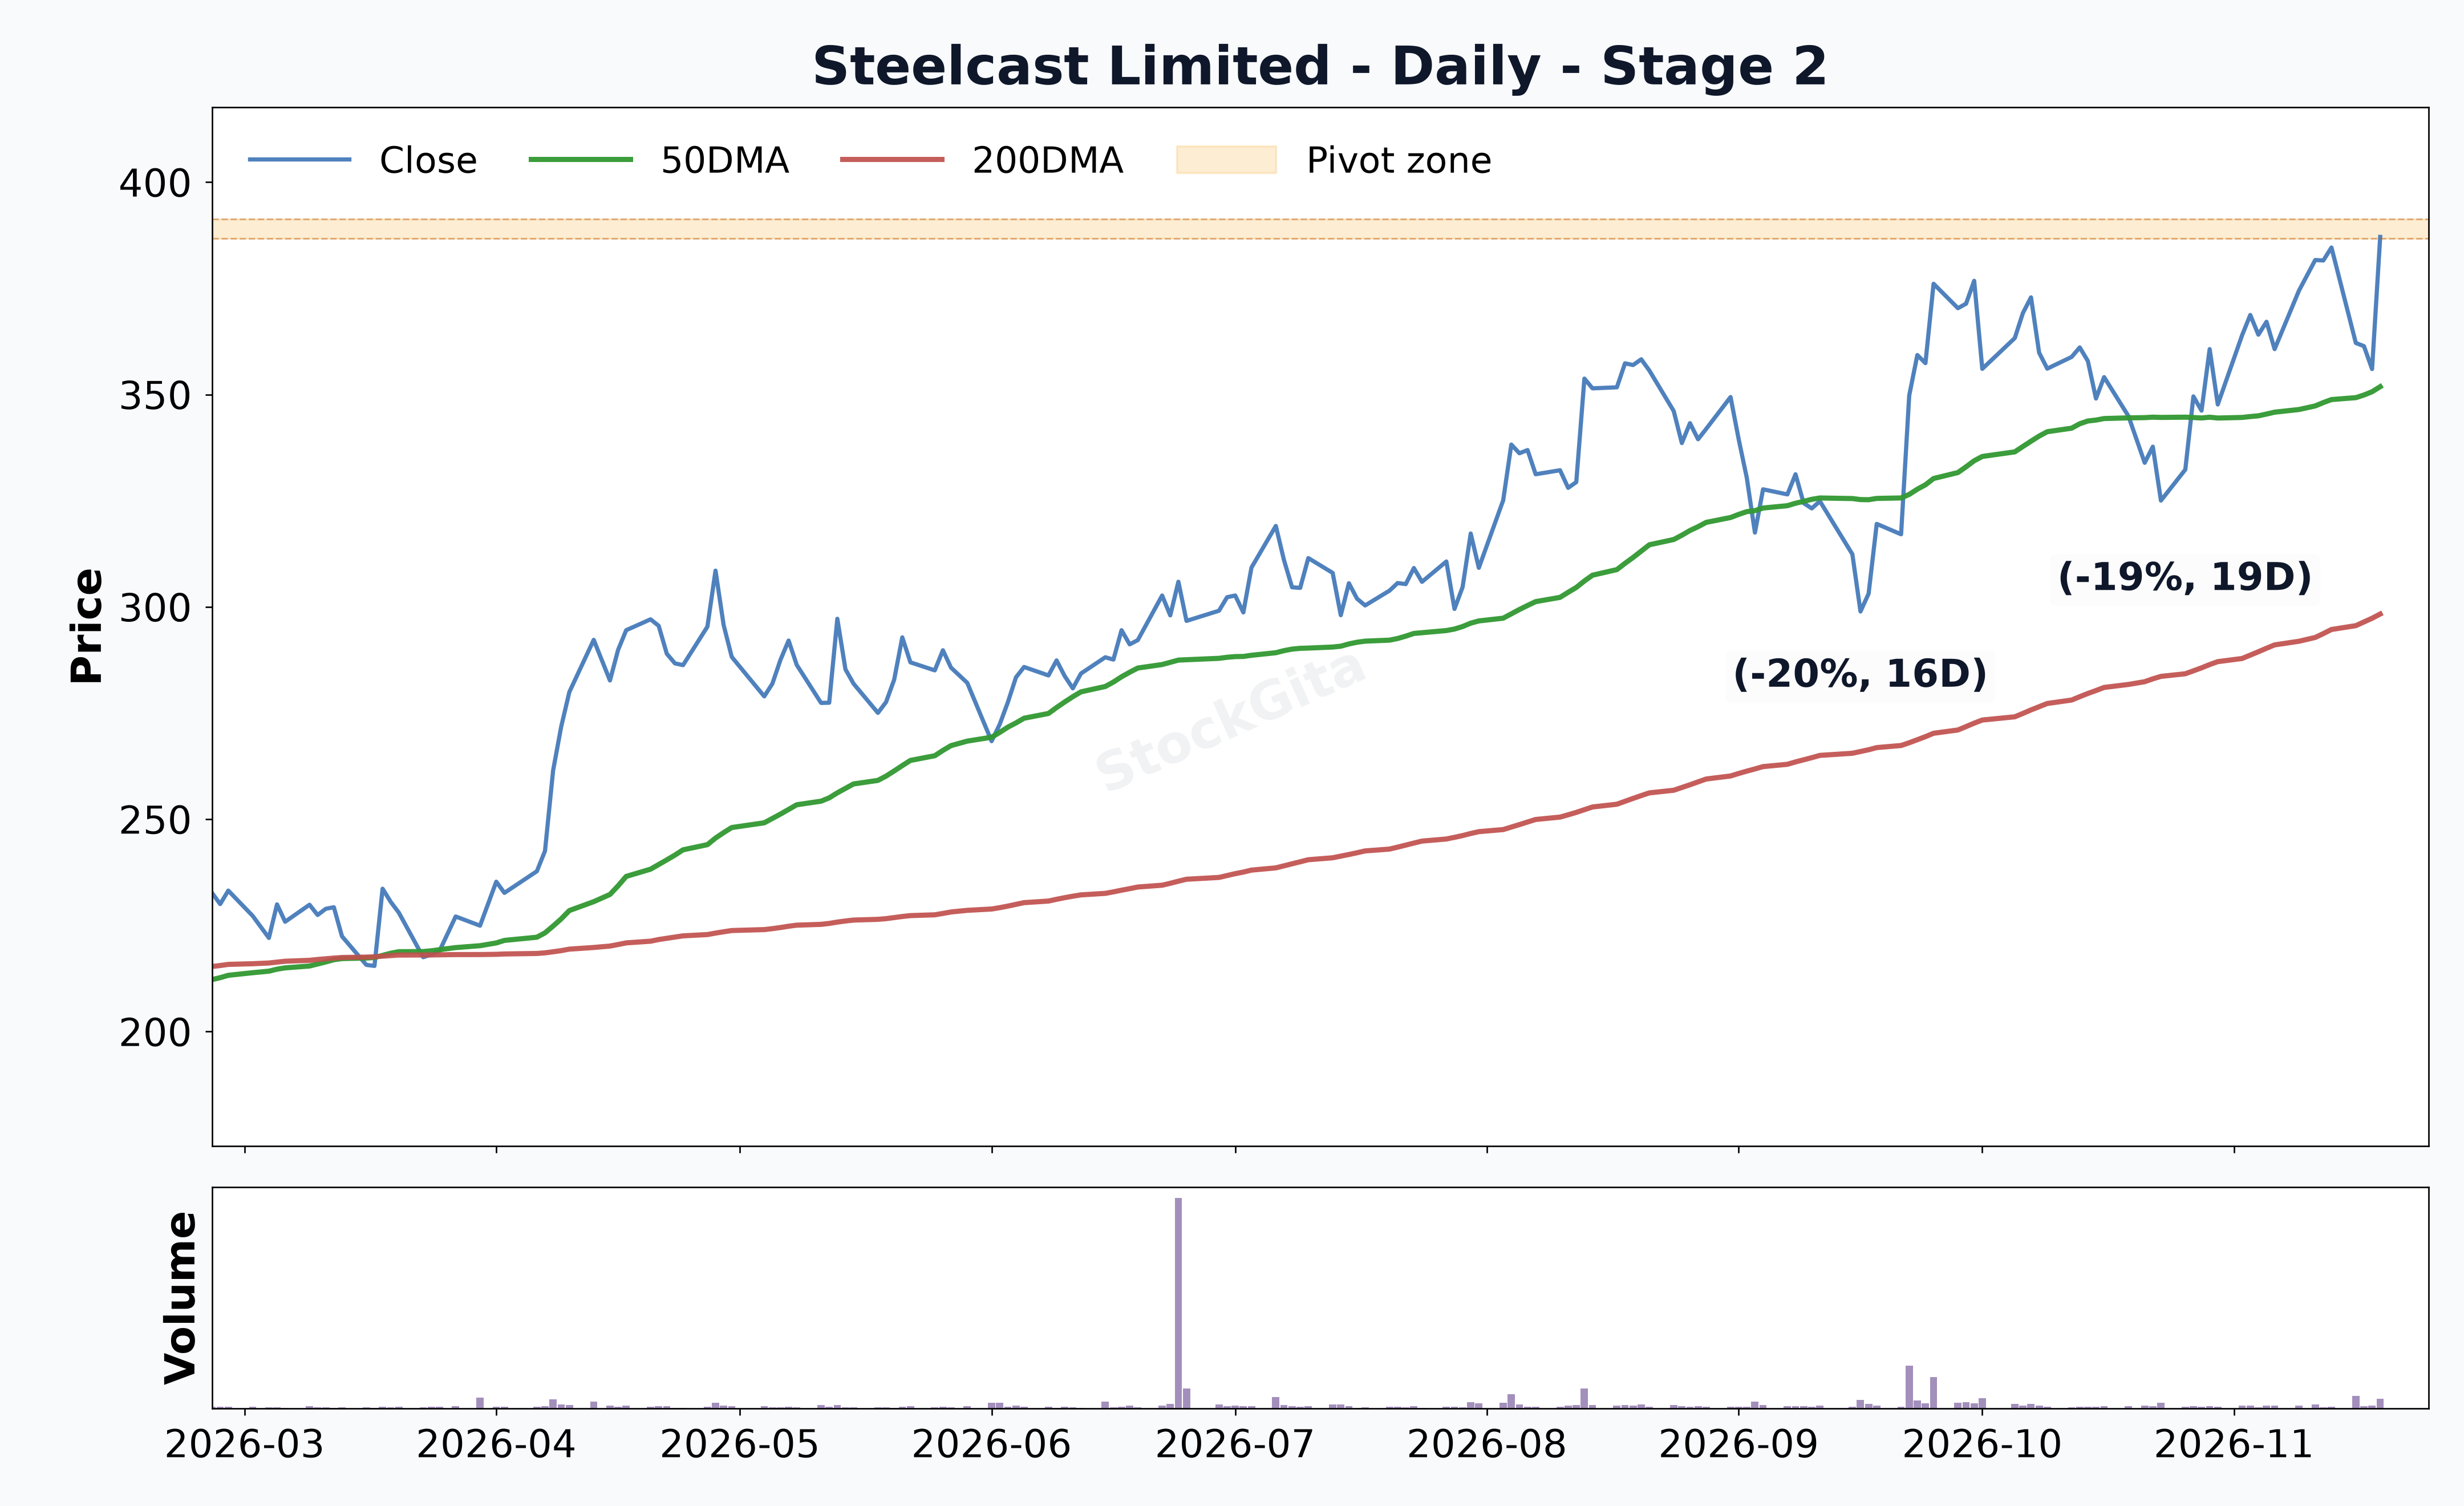 Steelcast Limited - Daily - Stage 2
Close 50DMA 200DMA Pivot zone
400
350
300
250
200
Price
(-19%, 19D)
(-20%, 16D)
StockGita
Volume
2026-03 2026-04 2026-05 2026-06 2026-07 2026-08 2026-09 2026-10 2026-11